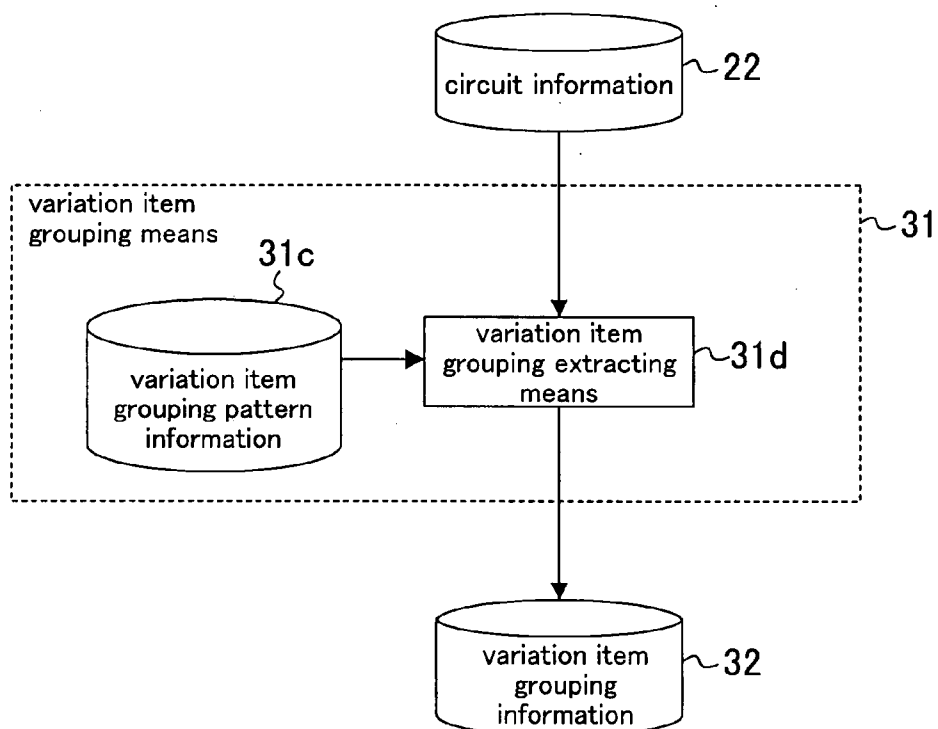 circuit information
22
variation item
grouping means
31
31c
variation item
grouping pattern
information
variation item
grouping extracting
means
31d
variation item
grouping
information
32